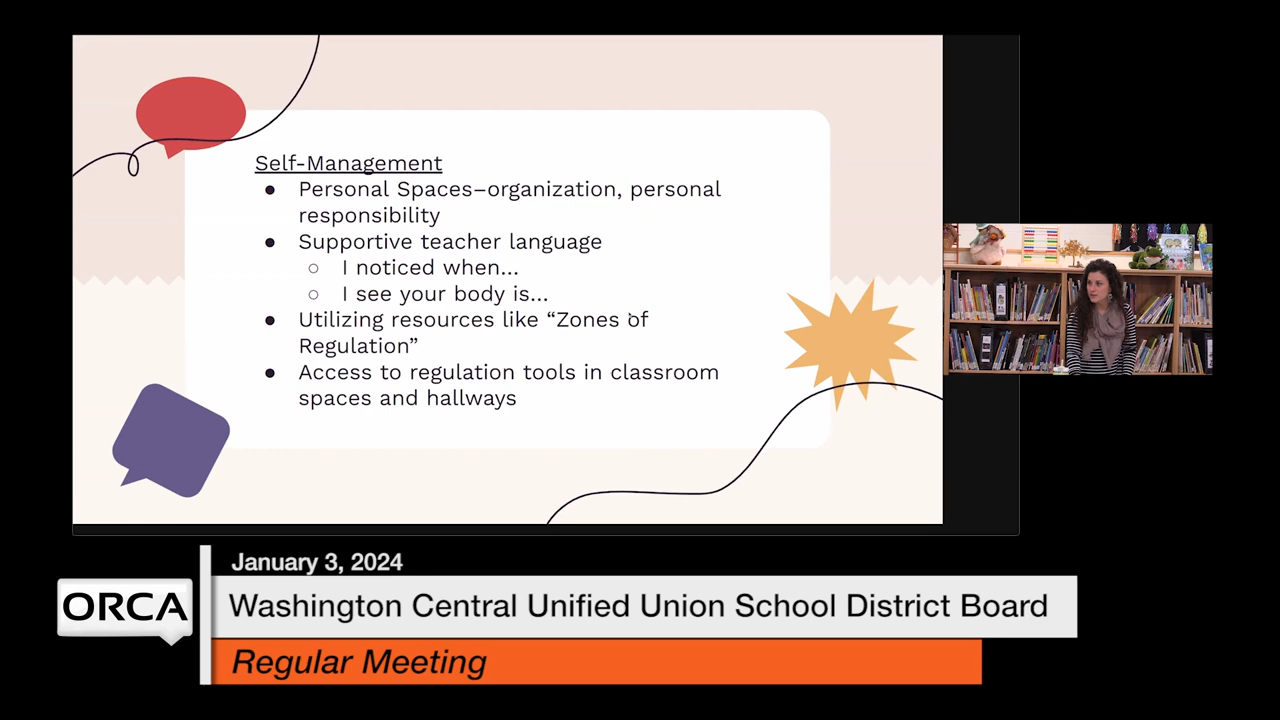 Self-Management
● Personal Spaces–organization, personal
responsibility
● Supportive teacher language
○ I noticed when...
○ I see your body is...
● Utilizing resources like “Zones of
Regulation”
● Access to regulation tools in classroom
spaces and hallways
January 3, 2024
ORCA
Washington Central Unified Union School District Board
Regular Meeting